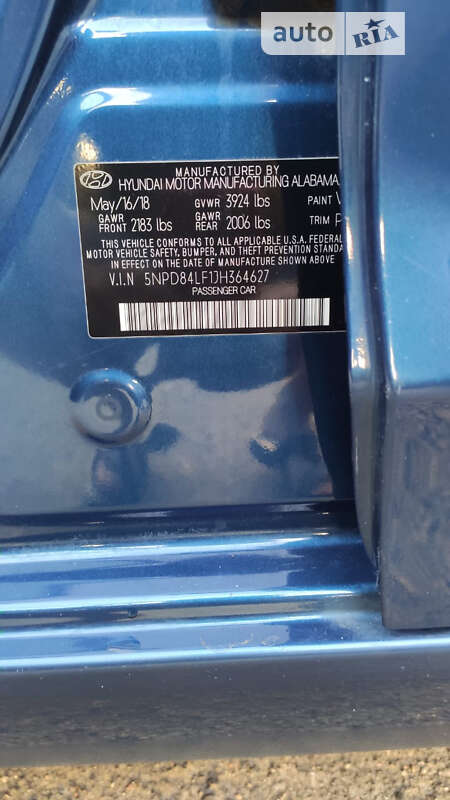 auto RIA
MANUFACTURED BY
HYUNDAI MOTOR MANUFACTURING ALABAMA
May/16/18 GVWR 3924 lbs PAINT
GAWR FRONT 2183 lbs GAWR REAR 2006 lbs TRIM
THIS VEHICLE CONFORMS TO ALL APPLICABLE U.S.A. FEDERAL
MOTOR VEHICLE SAFETY, BUMPER, AND THEFT PREVENTION STANDA
IN EFFECT ON THE DATE OF MANUFACTURE SHOWN ABOVE
V.I.N 5NPD84LF1JH364627
PASSENGER CAR